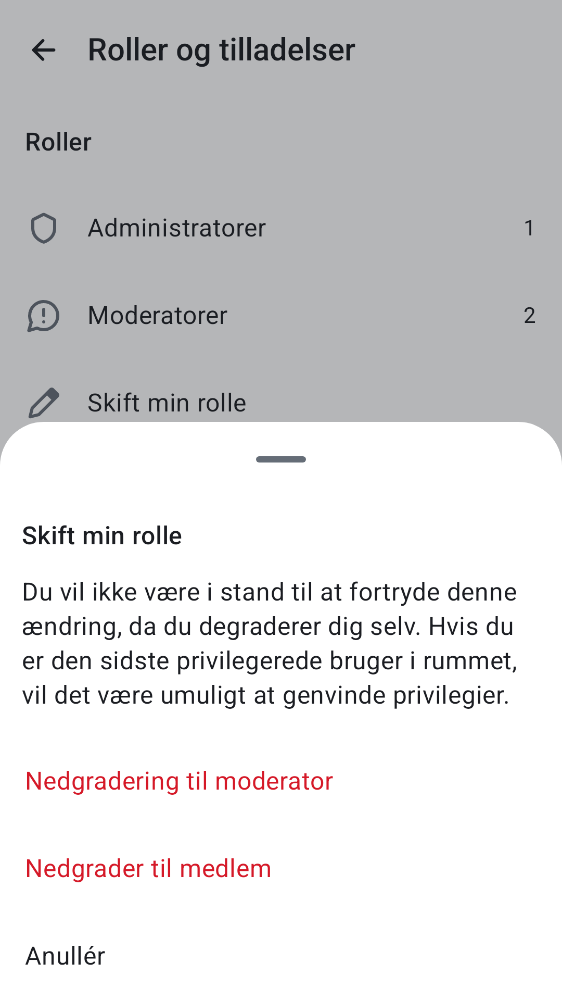 Roller og tilladelser
Roller
Administratorer 1
Moderatorer 2
Skift min rolle
Skift min rolle
Du vil ikke være i stand til at fortryde denne
ændring, da du degraderer dig selv. Hvis du
er den sidste privilegerede bruger i rummet,
vil det være umuligt at genvinde privilegier.
Nedgradering til moderator
Nedgrader til medlem
Anullér